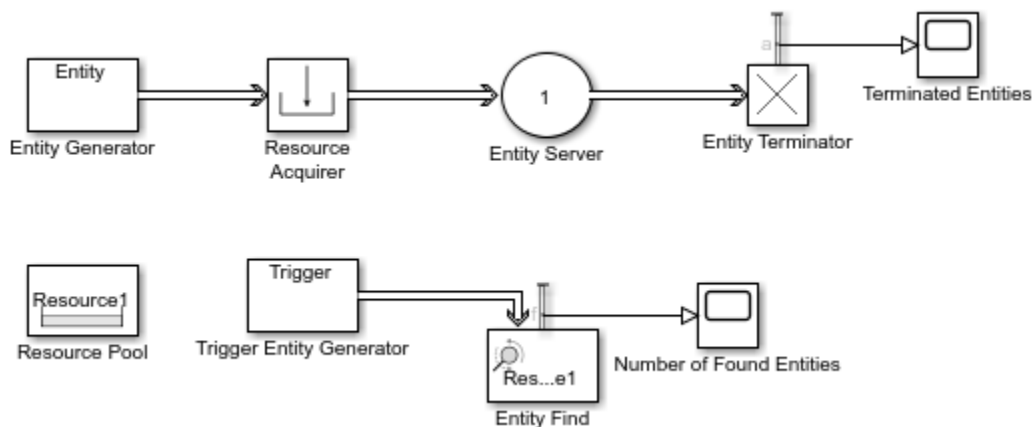 Entity
Entity Generator
Resource
Acquirer
1
Entity Server
a
Entity Terminator
Terminated Entities
Resource1
Resource Pool
Trigger
Trigger Entity Generator
f
Res...e1
Entity Find
Number of Found Entities